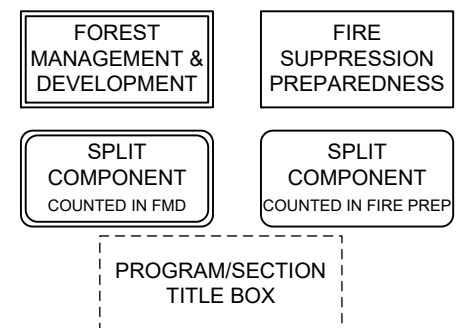 FOREST
MANAGEMENT &
DEVELOPMENT
FIRE
SUPPRESSION
PREPAREDNESS
SPLIT
COMPONENT
COUNTED IN FMD
SPLIT
COMPONENT
COUNTED IN FIRE PREP
PROGRAM/SECTION
TITLE BOX